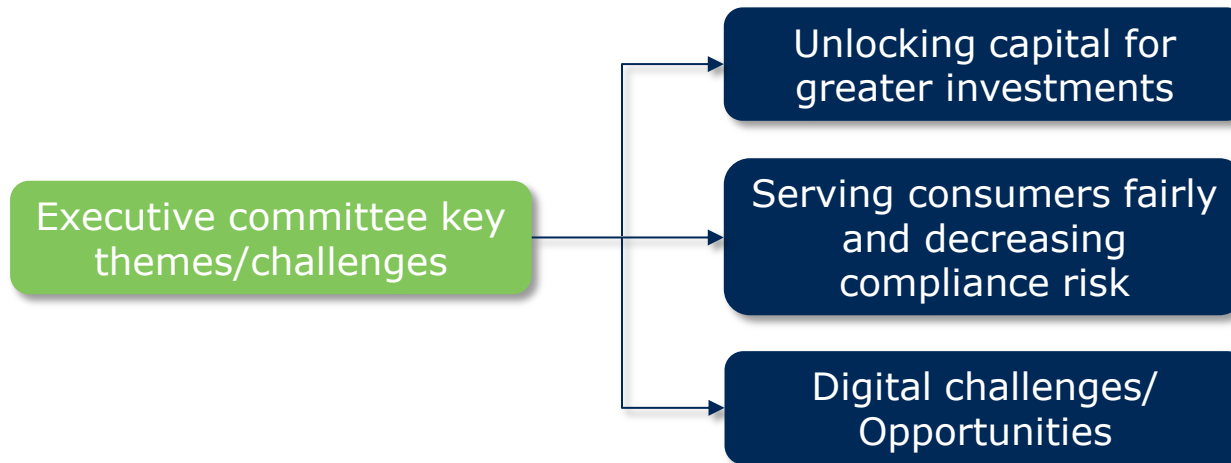 Unlocking capital for
greater investments
Executive committee key
themes/challenges
Serving consumers fairly
and decreasing
compliance risk
Digital challenges/
Opportunities